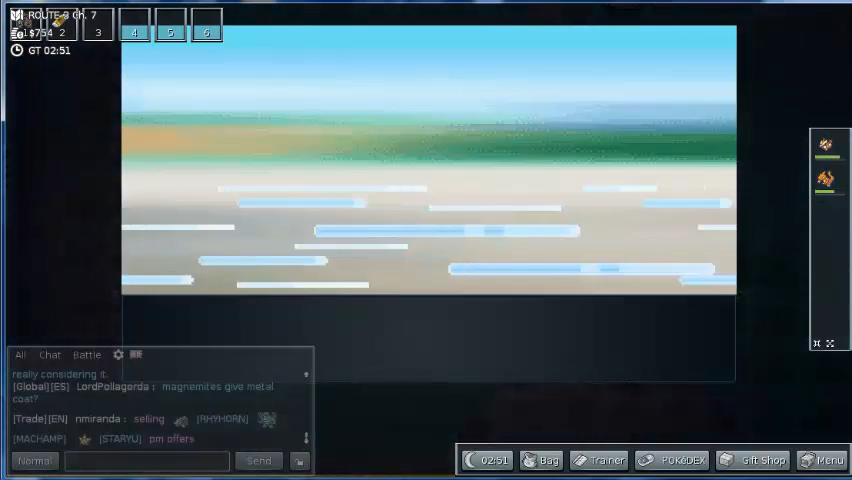 ROUTE 3 Ch. 7
$754 2 3 4 5 6
GT 02:51
All Chat Battle
really considering it.
[Global][ES] LordPollagorda : magnemites give metal
coat?
[Trade][EN] nmiranda : selling [RHYHORN]
[MACHAMP] [STARYU] pm offers
Normal Send
02:51 Bag Trainer POKéDEX Gift Shop Menu